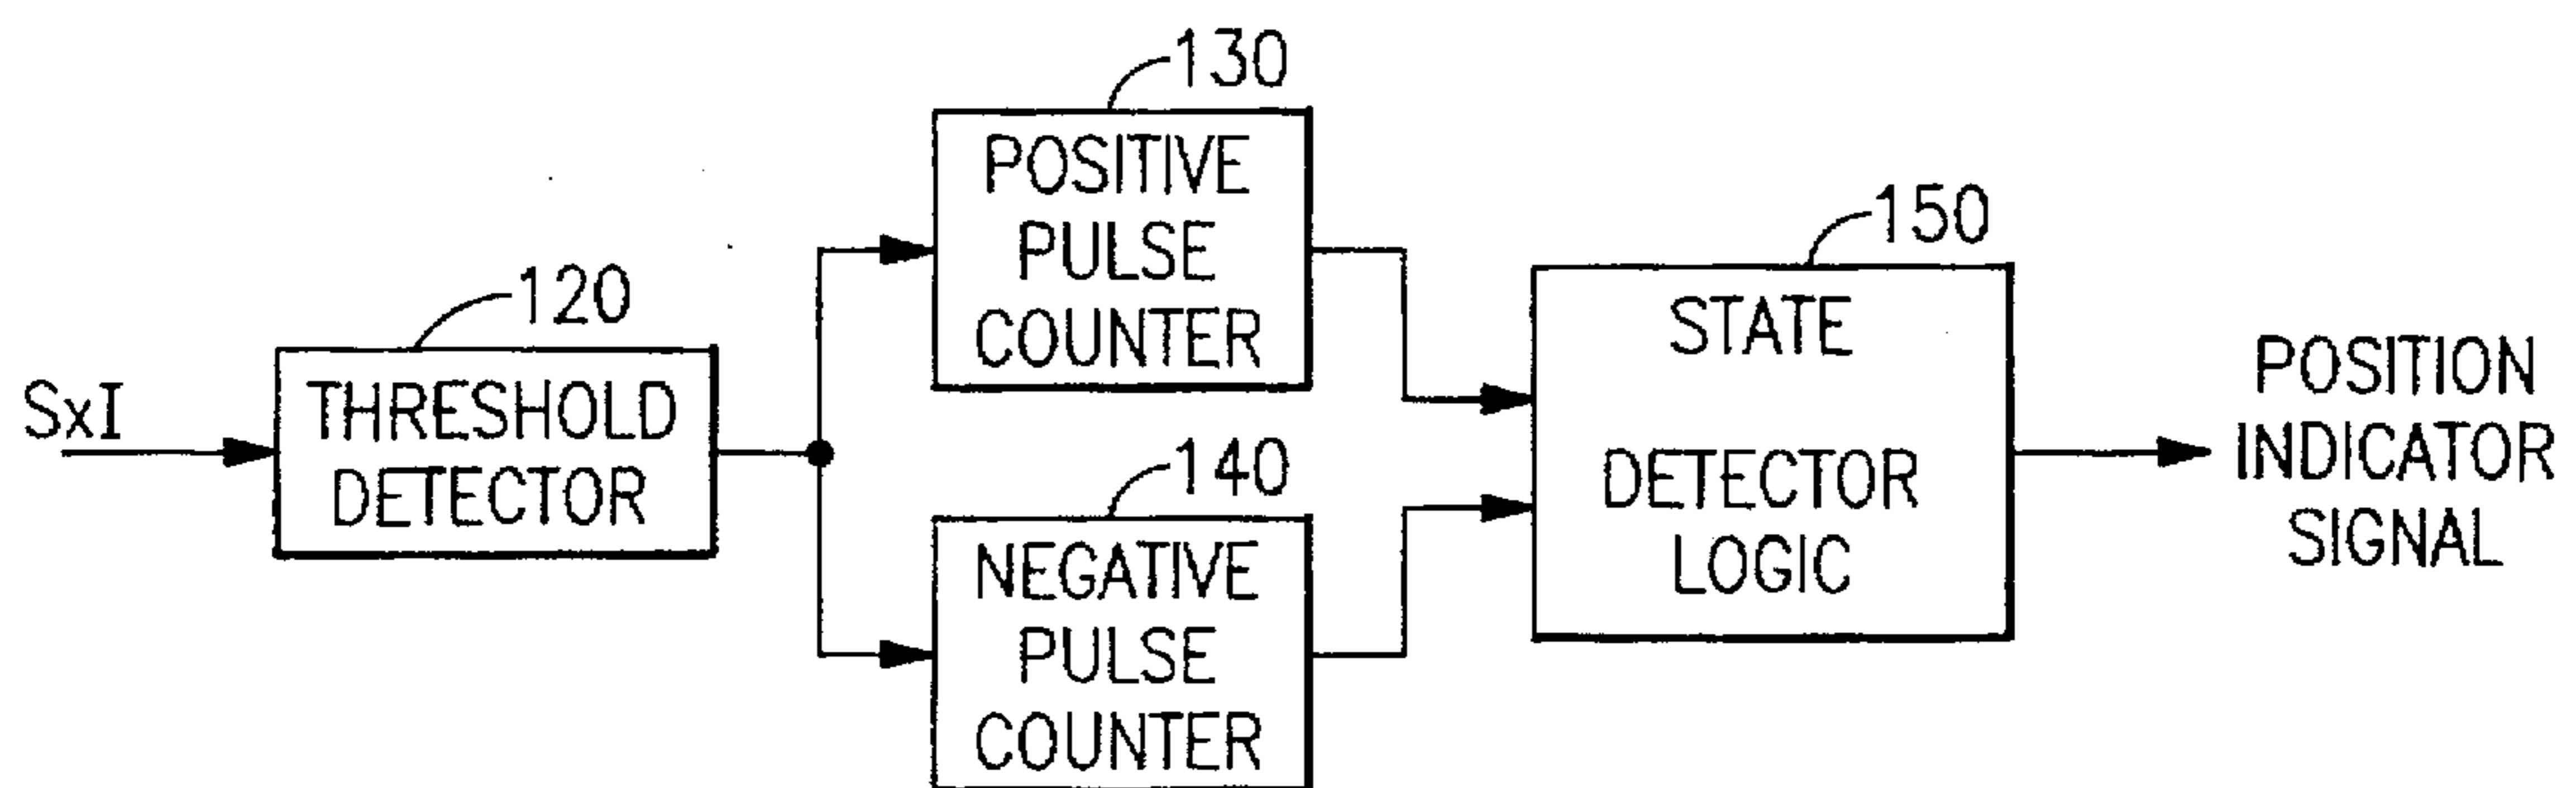 SxI
120
THRESHOLD
DETECTOR
130
POSITIVE
PULSE
COUNTER
140
NEGATIVE
PULSE
COUNTER
150
STATE
DETECTOR
LOGIC
POSITION
INDICATOR
SIGNAL